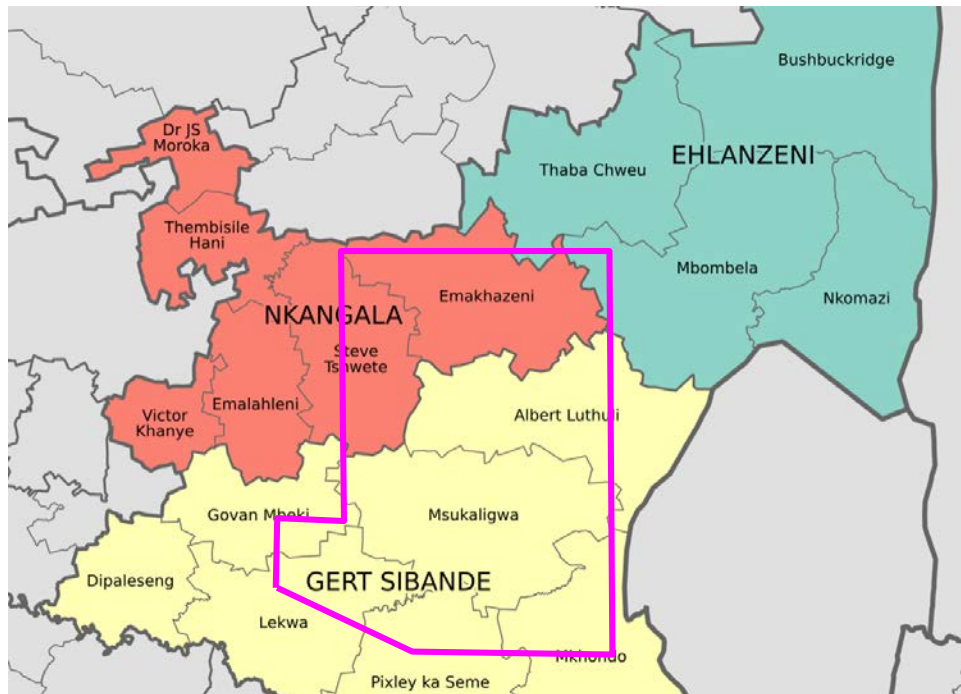 Bushbuckridge
Dr JS
Moroka
EHLANZENI
Thaba Chweu
Thembisile
Hani
Mbombela
Emakhazeni
Nkomazi
NKANGALA
Steve
Tshwete
Victor
Khanye
Emalahleni
Albert Luthuli
Govan Mbeki
Msukaligwa
Dipaleseng
GERT SIBANDE
Lekwa
Mkhondo
Pixley ka Seme